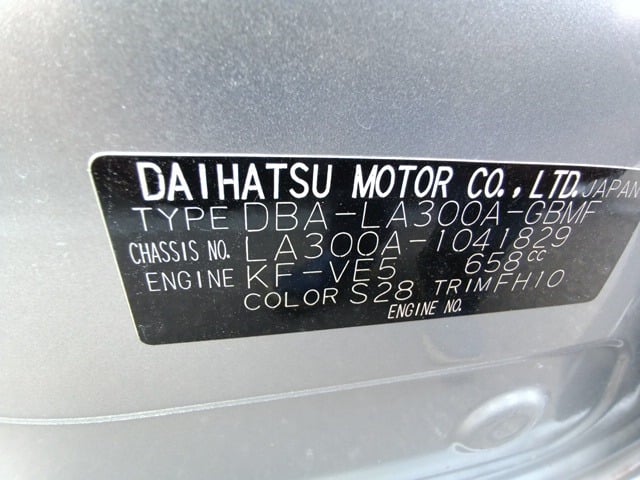 DAIHATSU MOTOR CO., LTD. JAPAN
TYPE DBA-LA300A-GBMF
CHASSIS NO. LA300A-1041829
ENGINE KF-VE5 658cc
COLOR S28 TRIM FH10
ENGINE NO.